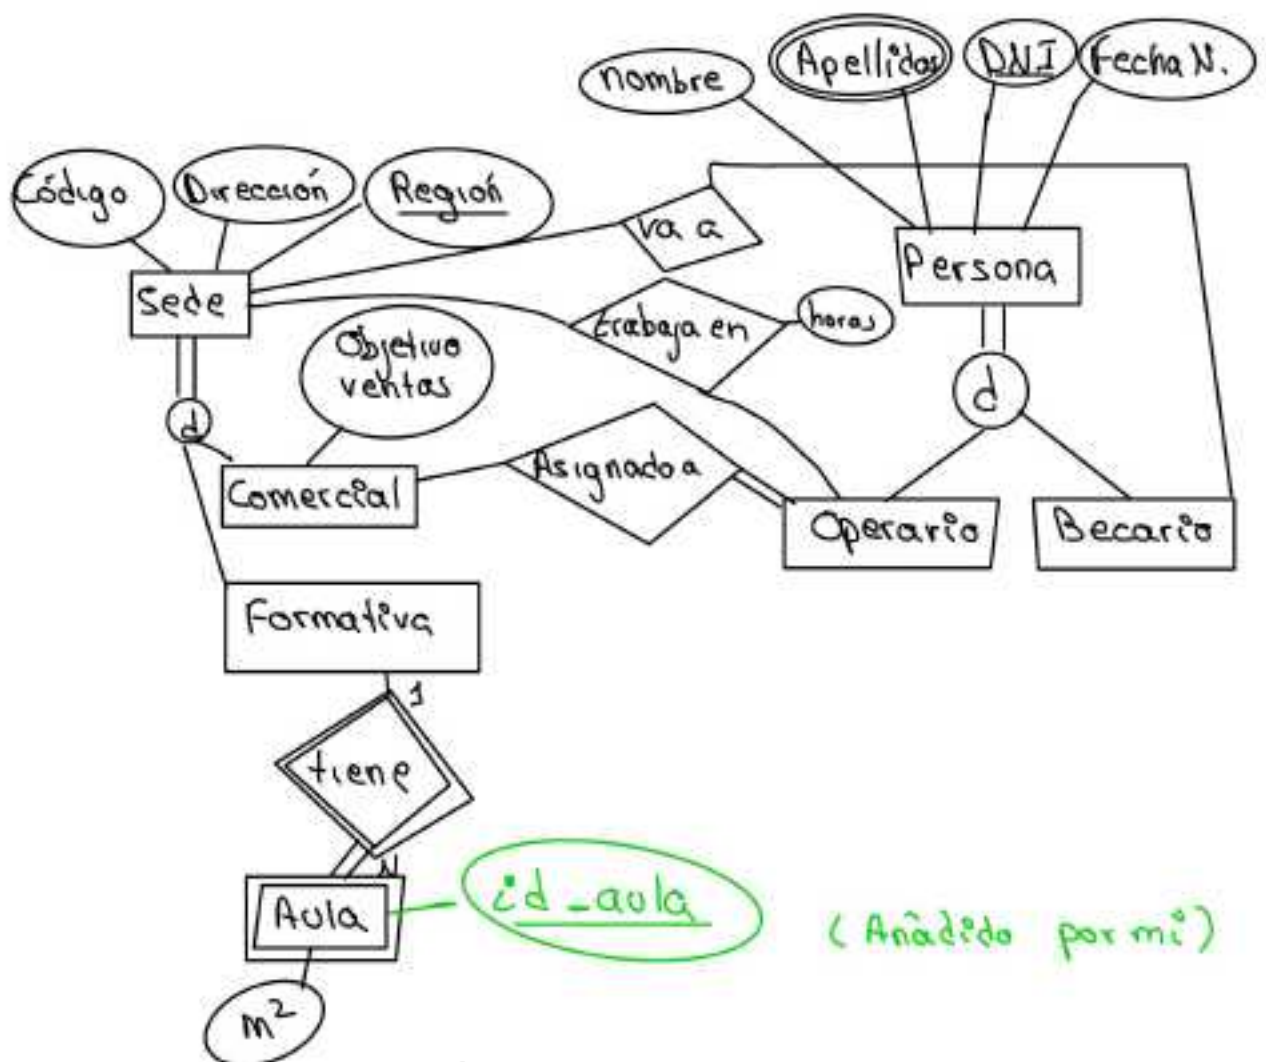 nombre
Apellidos
DNI
Fecha N.
Código
Dirección
Región
va a
Persona
Sede
trabaja en
horas
Objetivo
ventas
d
d
Comercial
Asignado a
Operario
Becario
Formativa
1
tiene
N
Aula
id_aula
(Añadido por mi)
m²